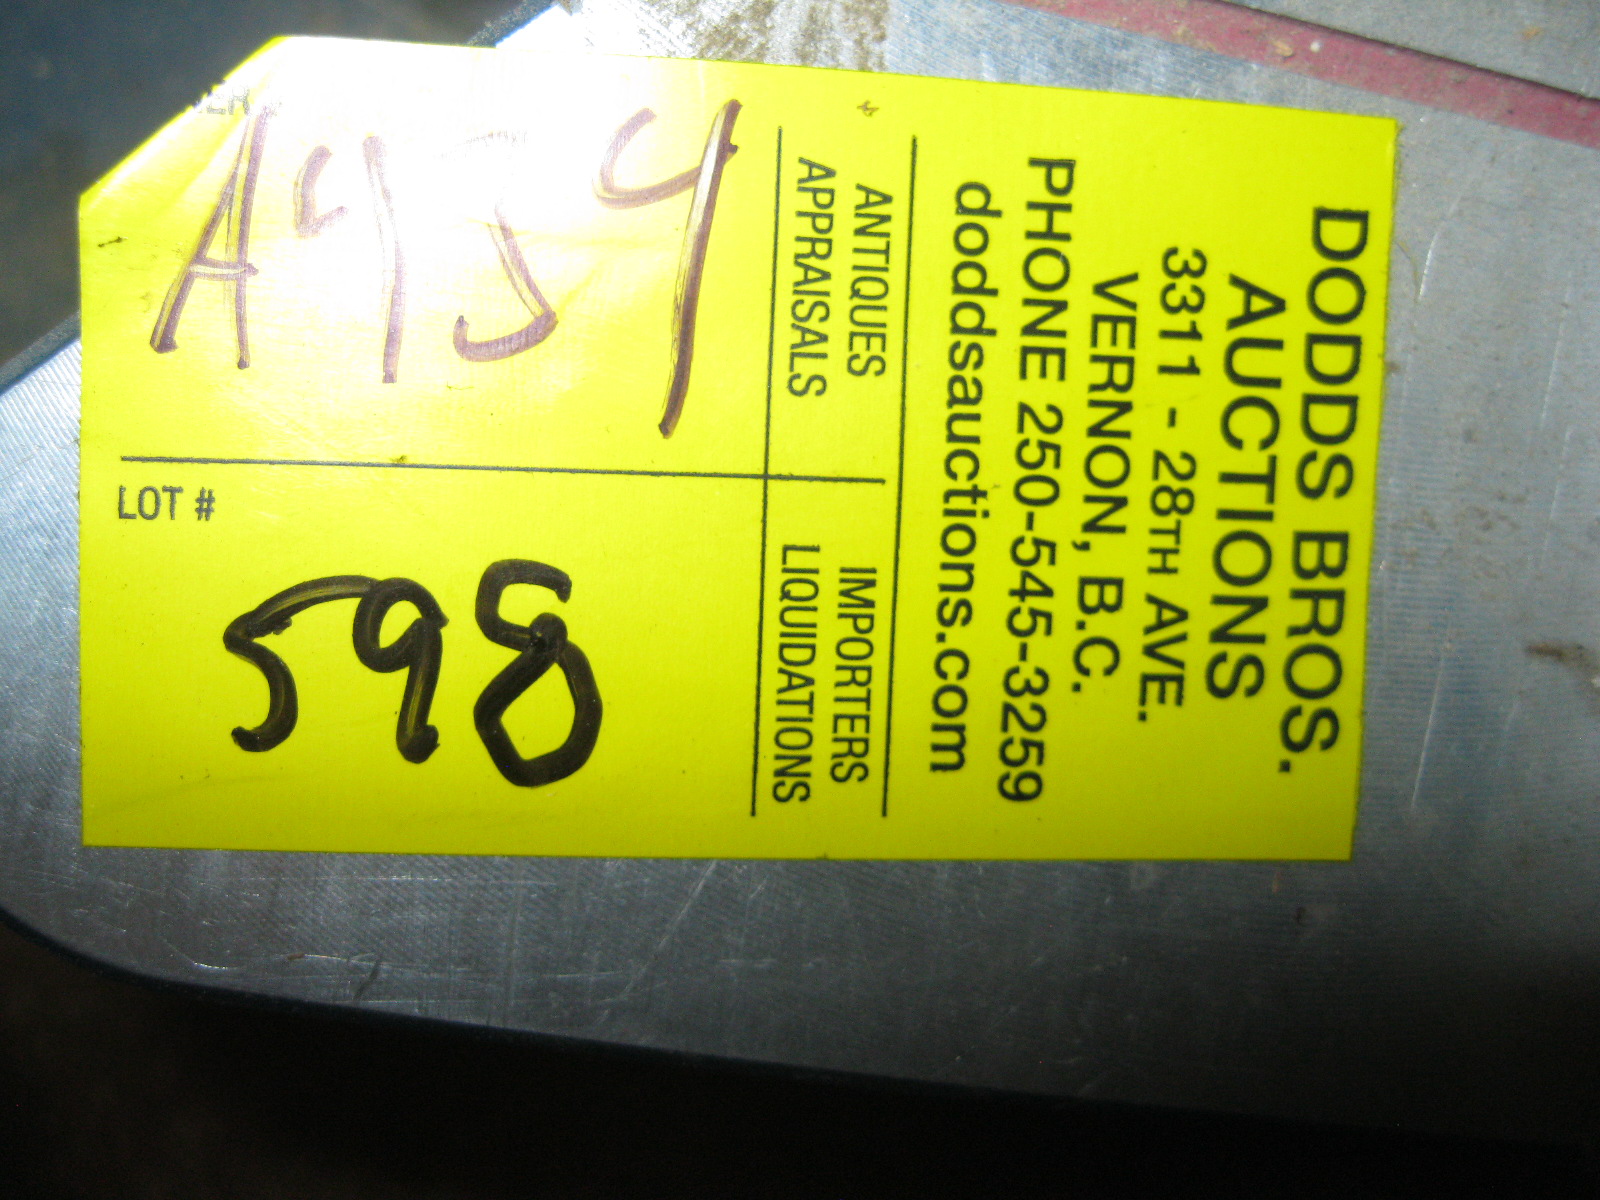 DODDS BROS.
AUCTIONS
3311 - 28TH AVE.
VERNON, B.C.
PHONE 250-545-3259
doddsauctions.com
ANTIQUES
APPRAISALS
IMPORTERS
LIQUIDATIONS
LOT #
598